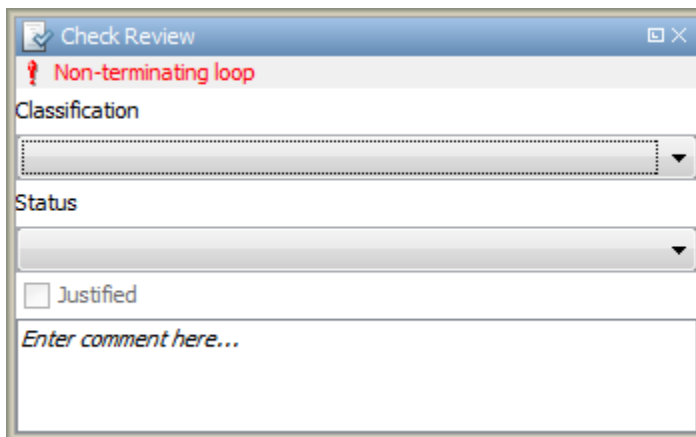 Check Review
Non-terminating loop
Classification
Status
Justified
Enter comment here...